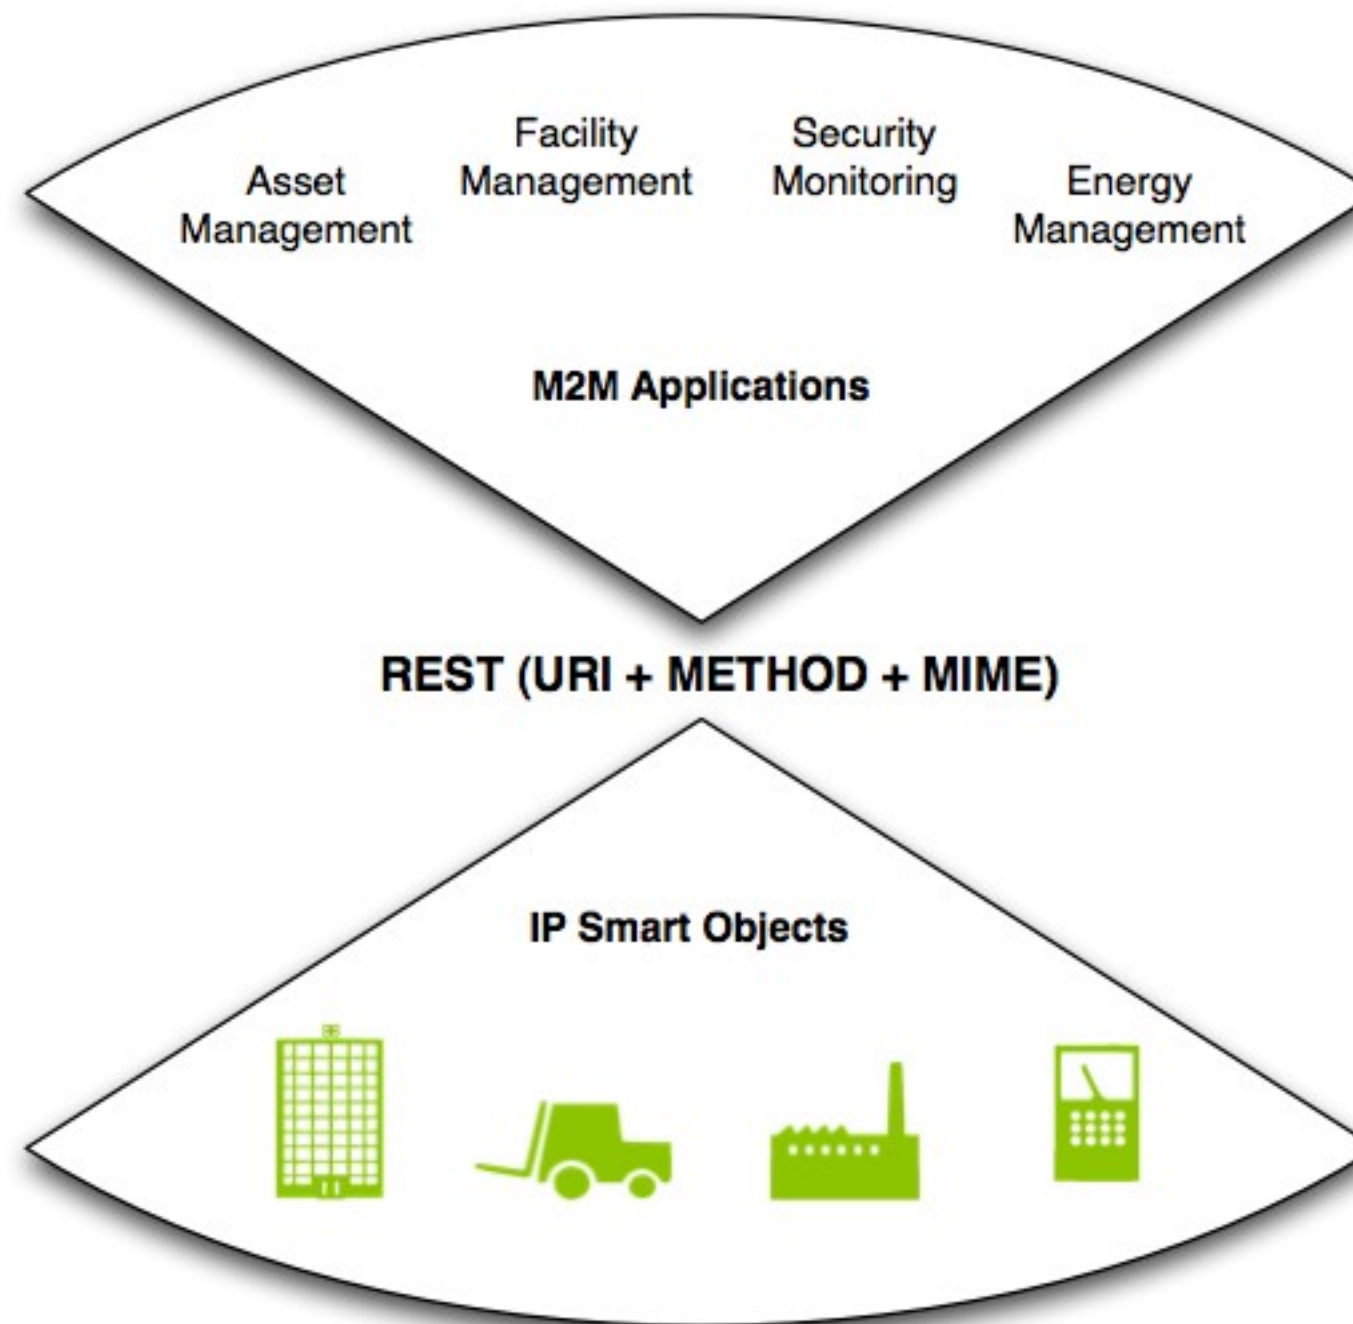 Asset
Management
Facility
Management
Security
Monitoring
Energy
Management
M2M Applications
REST (URI + METHOD + MIME)
IP Smart Objects